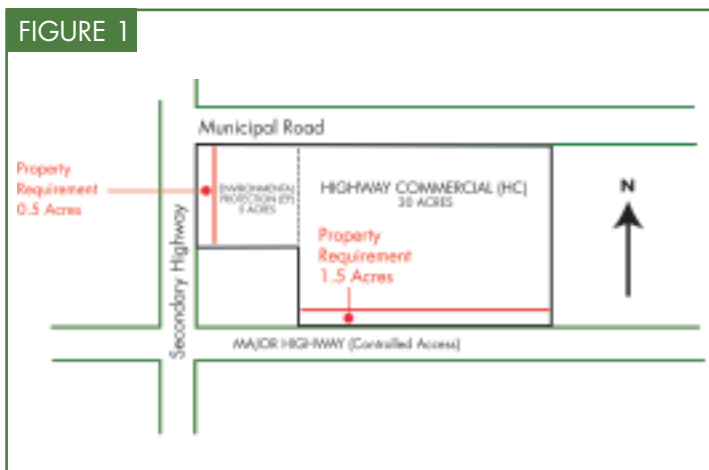 FIGURE 1
Municipal Road
Property
Requirement
0.5 Acres
ENVIRONMENTAL
PROTECTION (EP)
5 ACRES
HIGHWAY COMMERCIAL (HC)
30 ACRES
N
Property
Requirement
1.5 Acres
Secondary Highway
MAJOR HIGHWAY (Controlled Access)